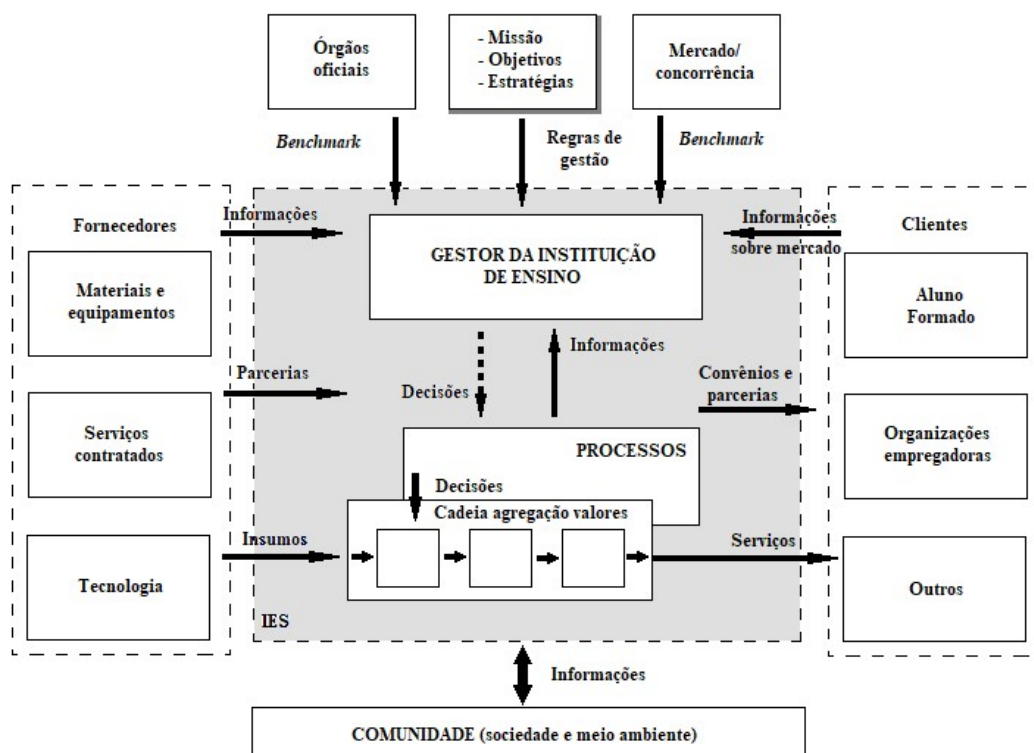 Órgãos
oficiais
- Missão
- Objetivos
- Estratégias
Mercado/
concorrência
Benchmark
Regras de
gestão
Benchmark
Fornecedores
Informações
Informações
sobre mercado
Clientes
GESTOR DA INSTITUIÇÃO
DE ENSINO
Materiais e
equipamentos
Aluno
Formado
Informações
Parcerias
Decisões
Convênios e
parcerias
Serviços
contratados
PROCESSOS
Organizações
empregadoras
Decisões
Cadeia agregação valores
Insumos
Serviços
Tecnologia
Outros
IES
Informações
COMUNIDADE (sociedade e meio ambiente)